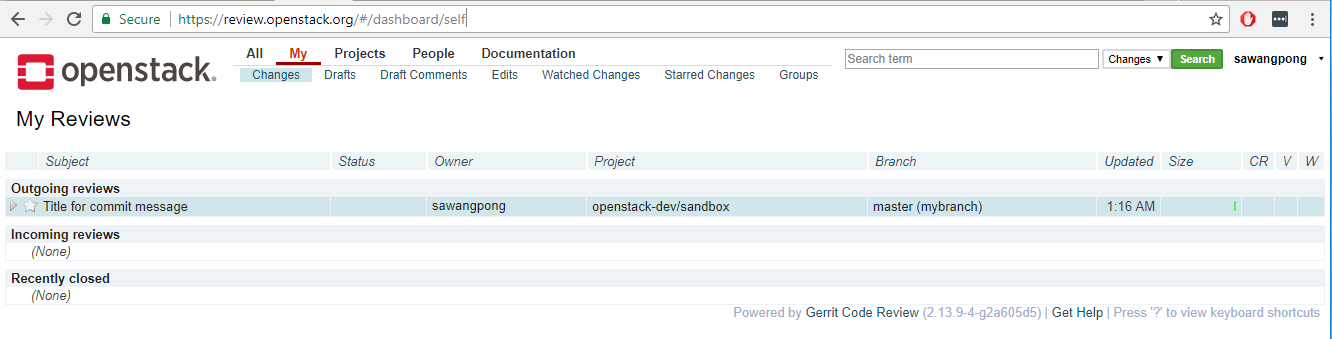 Secure https://review.openstack.org/#/dashboard/self
openstack.
All My Projects People Documentation
Changes Drafts Draft Comments Edits Watched Changes Starred Changes Groups
Search term Changes Search sawangpong
My Reviews
Subject Status Owner Project Branch Updated Size CR V W
Outgoing reviews
Title for commit message sawangpong openstack-dev/sandbox master (mybranch) 1:16 AM
Incoming reviews
(None)
Recently closed
(None)
Powered by Gerrit Code Review (2.13.9-4-g2a605d5) | Get Help | Press '?' to view keyboard shortcuts